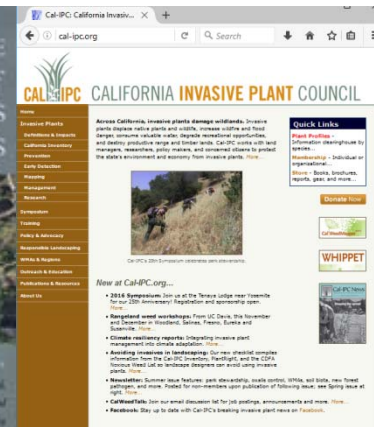 Cal-IPC: California Invasiv...
cal-ipc.org
Search
CAL-IPC CALIFORNIA INVASIVE PLANT COUNCIL
Home
Invasive Plants
Definitions & Impacts
California Inventory
Prevention
Early Detection
Mapping
Management
Research
Symposium
Training
Policy & Advocacy
Responsible Landscaping
WMAs & Regions
Outreach & Education
Publications & Resources
About Us
Across California, invasive plants damage wildlands. Invasive
plants displace native plants and wildlife, increase wildfire and flood
danger, consume valuable water, degrade recreational opportunities,
and destroy productive range and timber lands. Cal-IPC works with land
managers, researchers, policy makers, and concerned citizens to protect
the state's environment and economy from invasive plants. More...
Cal-IPC's 25th Symposium celebrates park stewardship.
New at Cal-IPC.org...
• 2016 Symposium: Join us at the Tenaya Lodge near Yosemite
for our 25th Anniversary! Registration and sponsorship open.
More...
• Rangeland weed workshops: From UC Davis, this November
and December in Woodland, Salinas, Fresno, Eureka and
Susanville. More...
• Climate resiliency reports: Integrating invasive plant
management into climate adaptation. More...
• Avoiding invasives in landscaping: Our new checklist compiles
information from the Cal-IPC Inventory, PlantRight, and the CDFA
Noxious Weed List so landscape designers can avoid using invasive
plants. More...
• Newsletter: Summer issue features: park stewardship, oxalis control, WMAs, soil biota, new forest
pathogen, and more. Posted for non-members upon publication of following issue; see Spring issue at
right. More...
• CalWeedTalk: Join our email discussion list for job postings, announcements and more. More...
• Facebook: Stay up to date with Cal-IPC's breaking invasive plant news on Facebook.
Quick Links
Plant Profiles -
Information clearinghouse by
species...
Membership - Individual or
organizational...
Store - Books, brochures,
reports, gear, and more...
Donate Now
CalWeedMapper
WHIPPET
Cal-IPC News